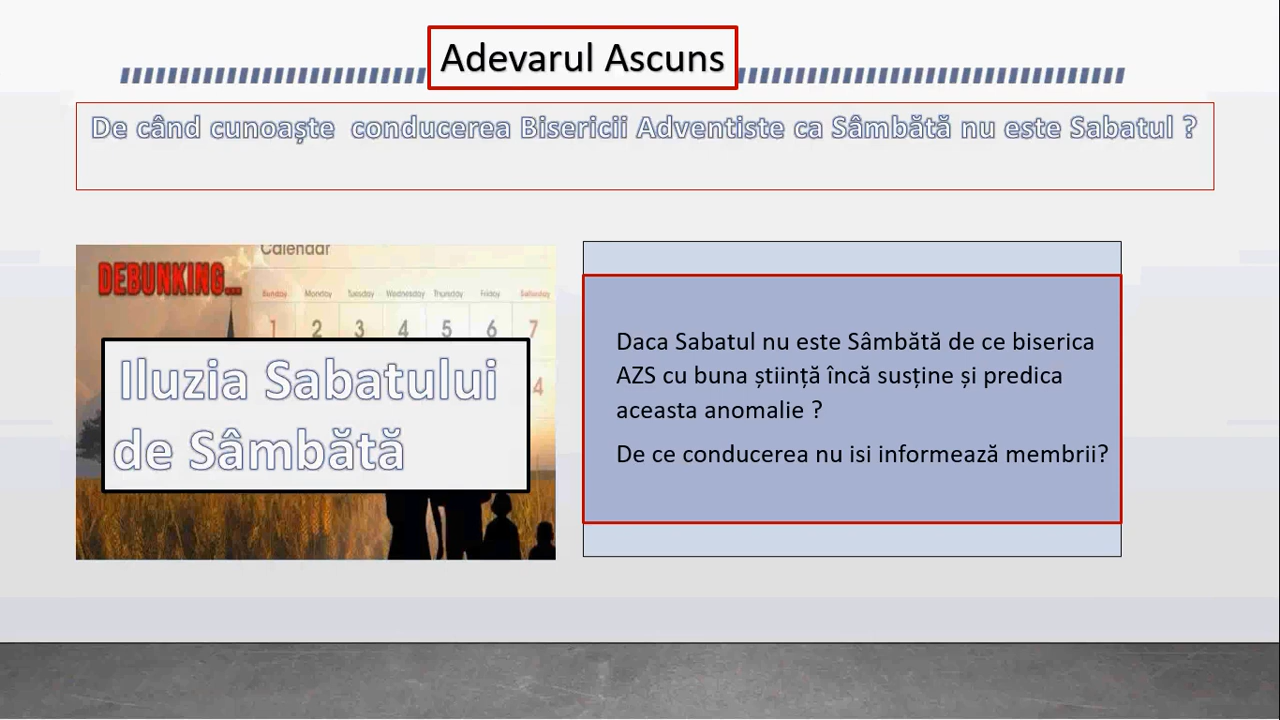 Adevarul Ascuns
De când cunoaște conducerea Bisericii Adventiste ca Sâmbătă nu este Sabatul ?
Calendar
DEBUNKING...
Sunday Monday Tuesday Wednesday Thursday Friday Saturday
1 2 3 4 5 6 7
4
Iluzia Sabatului
de Sâmbătă
Daca Sabatul nu este Sâmbătă de ce biserica
AZS cu buna știință încă susține și predica
aceasta anomalie ?
De ce conducerea nu isi informează membrii?